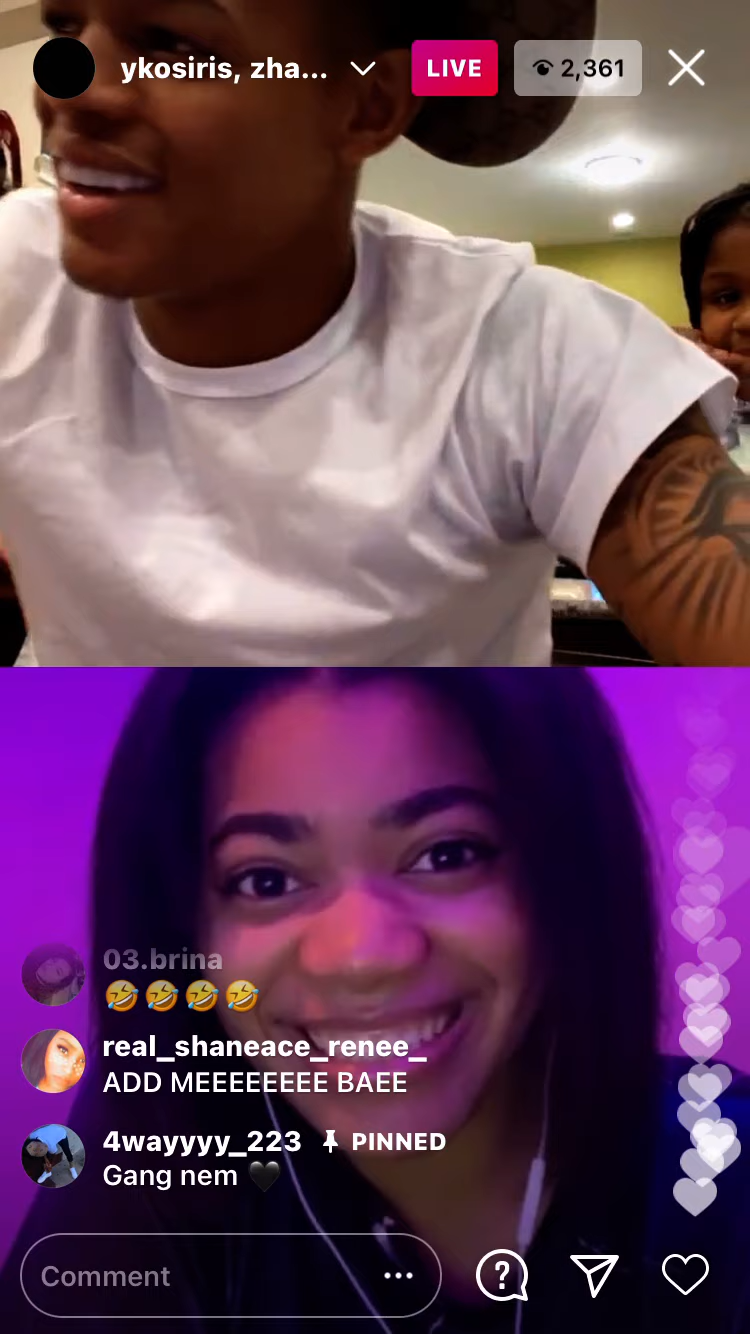 ykosiris, zha...
LIVE
2,361
03.brina
🤣🤣🤣🤣
real_shaneace_renee_
ADD MEEEEEEEE BAEE
4wayyyy_223 PINNED
Gang nem 🖤
Comment